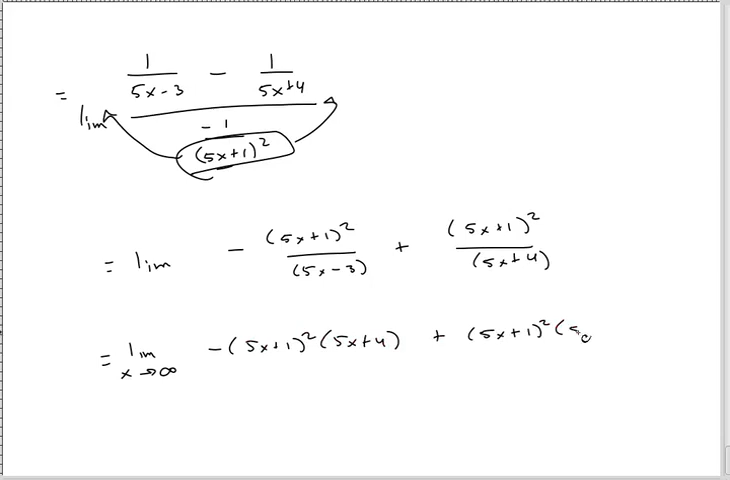 = lim (1/(5x-3) - 1/(5x+4)) / (-1/(5x+1)²)
= lim - (5x+1)²/(5x-3) + (5x+1)²/(5x+4)
= lim x→∞ -(5x+1)²(5x+4) + (5x+1)²(5